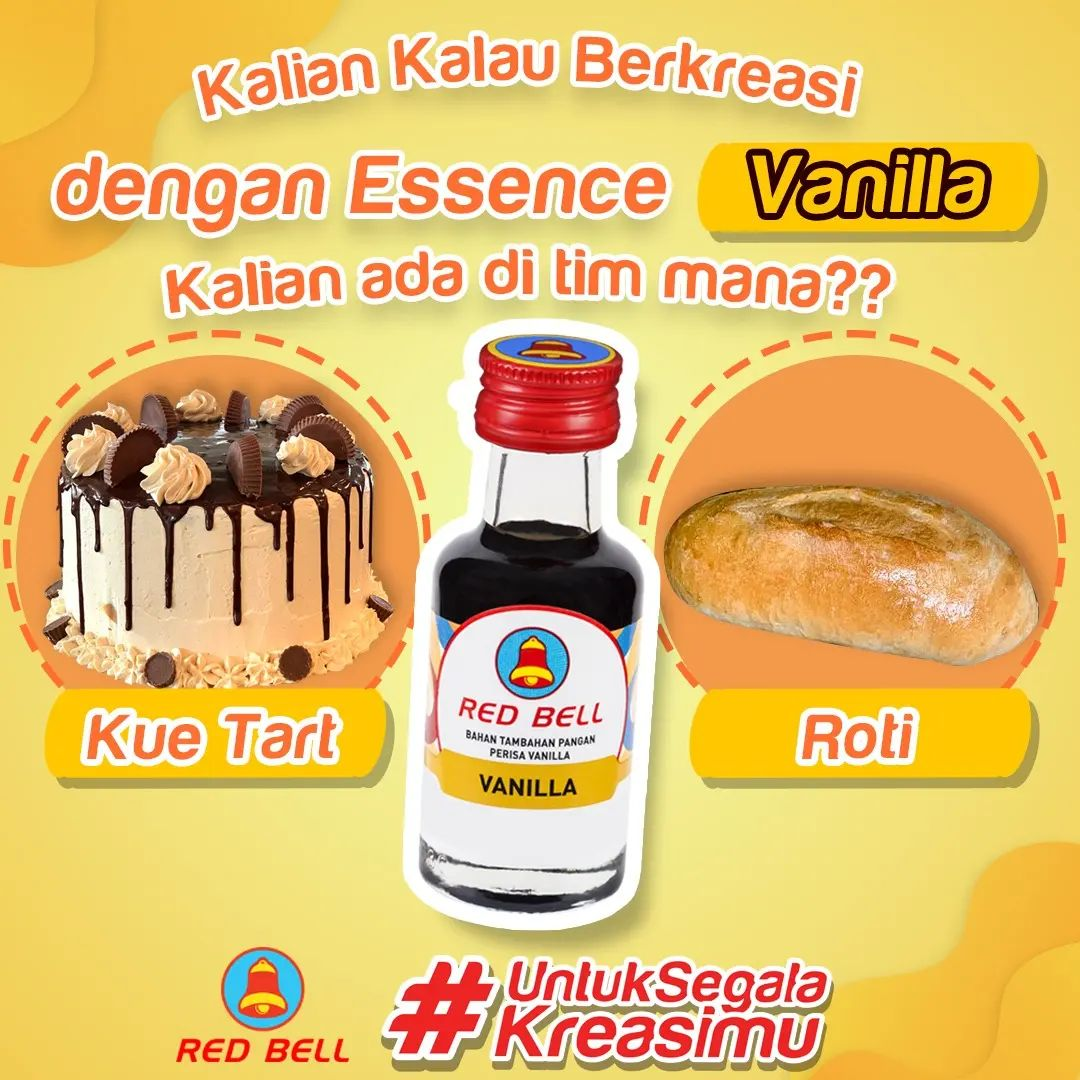 Kalian Kalau Berkreasi
dengan Essence Vanilla
Kalian ada di tim mana??
RED BELL
BAHAN TAMBAHAN PANGAN
PERISA VANILLA
VANILLA
Kue Tart
Roti
RED BELL
#UntukSegala
Kreasimu